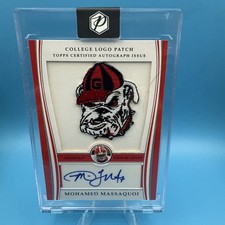 COLLEGE LOGO PATCH
TOPPS CERTIFIED AUTOGRAPH ISSUE
G
MOHAMED MASSAQUOI